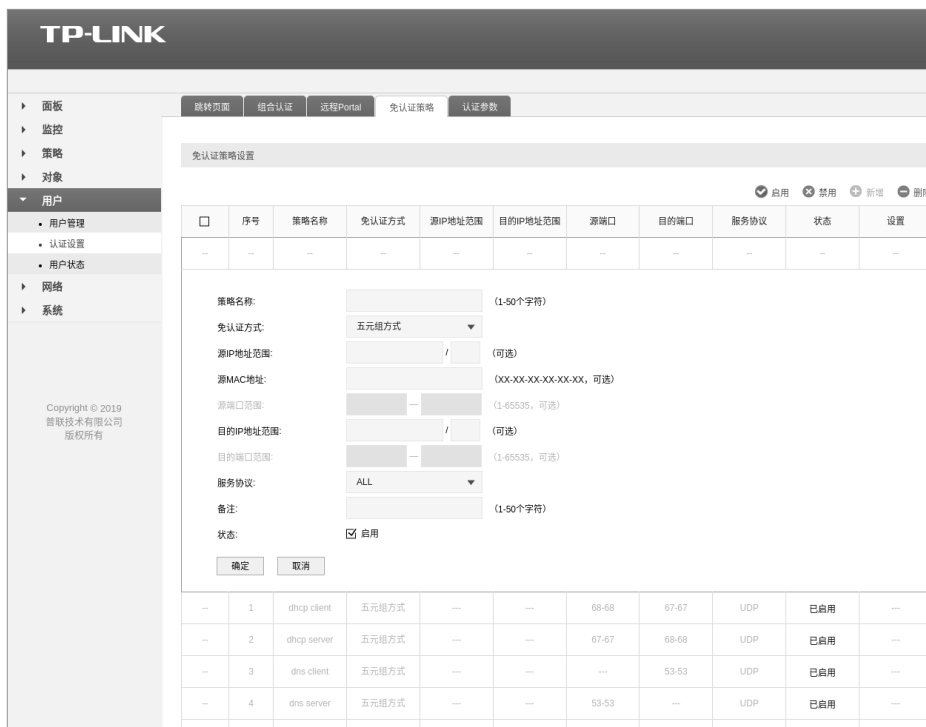 TP-LINK
跳转页面 组合认证 远程Portal 免认证策略 认证参数
面板
监控
策略
对象
用户
用户管理
认证设置
用户状态
网络
系统
Copyright © 2019
普联技术有限公司
版权所有
免认证策略设置
启用 禁用 新增 删
序号 策略名称 免认证方式 源IP地址范围 目的IP地址范围 源端口 目的端口 服务协议 状态 设置
-- -- -- -- -- -- -- -- -- -- --
策略名称: （1-50个字符）
免认证方式: 五元组方式
源IP地址范围: / （可选）
源MAC地址: （XX-XX-XX-XX-XX-XX，可选）
源端口范围: — （1-65535，可选）
目的IP地址范围: / （可选）
目的端口范围: — （1-65535，可选）
服务协议: ALL
备注: （1-50个字符）
状态: 启用
确定 取消
-- 1 dhcp client 五元组方式 --- --- 68-68 67-67 UDP 已启用 ---
-- 2 dhcp server 五元组方式 --- --- 67-67 68-68 UDP 已启用 ---
-- 3 dns client 五元组方式 --- --- --- 53-53 UDP 已启用 ---
-- 4 dns server 五元组方式 --- --- 53-53 --- UDP 已启用 ---